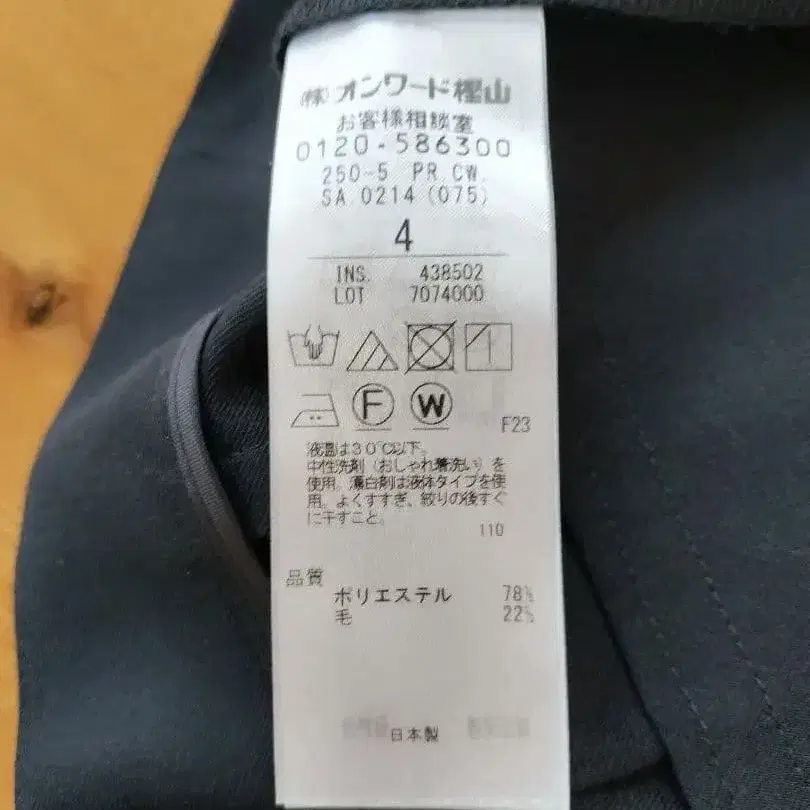 (株)オンワード樫山
お客様相談室
0120-586300
250-5 PR.CW.
SA.0214(075)
4
INS. 438502
LOT 7074000
F W
F23
液温は30℃以下。
中性洗剤(おしゃれ着洗い)を
使用。漂白剤は液体タイプを使
用。よくすすぎ、絞りの後すぐ
に干すこと。
110
品質
ポリエステル 78%
毛 22%
日本製